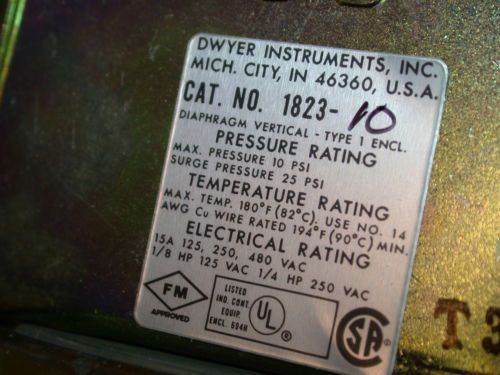 DWYER INSTRUMENTS, INC.
MICH. CITY, IN 46360, U.S.A.
CAT. NO. 1823-10
DIAPHRAGM VERTICAL - TYPE 1 ENCL.
PRESSURE RATING
MAX. PRESSURE 10 PSI
SURGE PRESSURE 25 PSI
TEMPERATURE RATING
MAX. TEMP. 180°F (82°C). USE NO. 14
AWG Cu WIRE RATED 194°F (90°C) MIN.
ELECTRICAL RATING
15A 125, 250, 480 VAC
1/8 HP 125 VAC 1/4 HP 250 VAC
FM
APPROVED
LISTED
IND. CONT.
EQUIP.
ENCL. 694H
UL ®
SA
T3